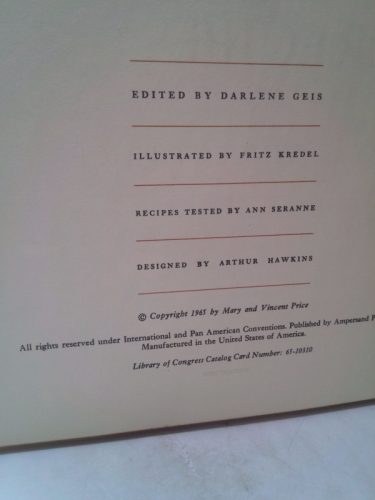 EDITED BY DARLENE GEIS
ILLUSTRATED BY FRITZ KREDEL
RECIPES TESTED BY ANN SERANNE
DESIGNED BY ARTHUR HAWKINS
© Copyright 1965 by Mary and Vincent Price
All rights reserved under International and Pan American Conventions. Published by Ampersand P
Manufactured in the United States of America.
Library of Congress Catalog Card Number: 65-20310